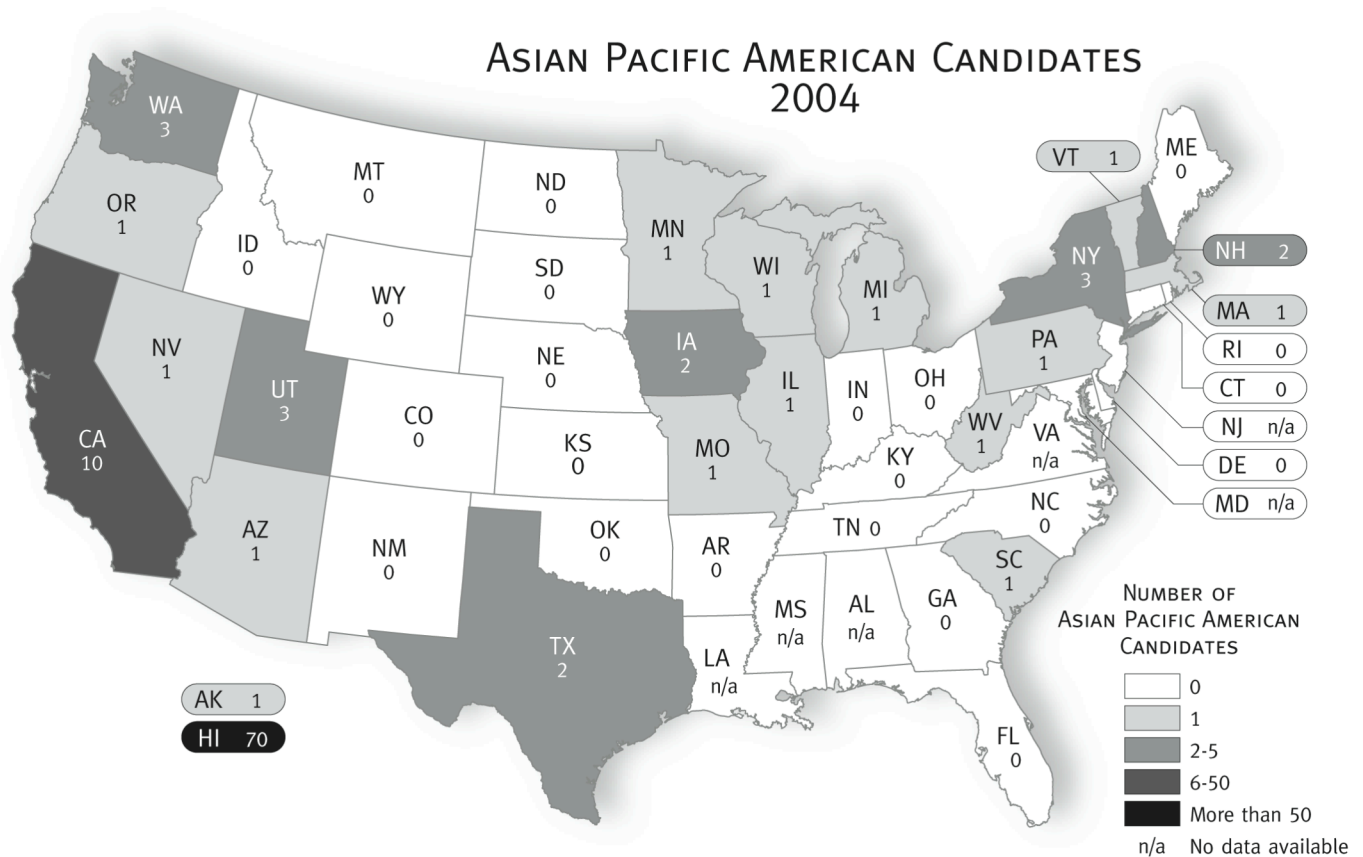 ASIAN PACIFIC AMERICAN CANDIDATES
2004
WA
3
OR
1
CA
10
NV
1
ID
0
MT
0
WY
0
UT
3
AZ
1
CO
0
NM
0
ND
0
SD
0
NE
0
KS
0
OK
0
TX
2
MN
1
IA
2
MO
1
AR
0
LA
n/a
WI
1
IL
1
MI
1
IN
0
OH
0
KY
0
TN 0
MS
n/a
AL
n/a
GA
0
FL
0
SC
1
NC
0
VA
n/a
WV
1
PA
1
NY
3
VT 1
ME
0
NH 2
MA 1
RI 0
CT 0
NJ n/a
DE 0
MD n/a
AK 1
HI 70
NUMBER OF
ASIAN PACIFIC AMERICAN
CANDIDATES
0
1
2-5
6-50
More than 50
n/a No data available